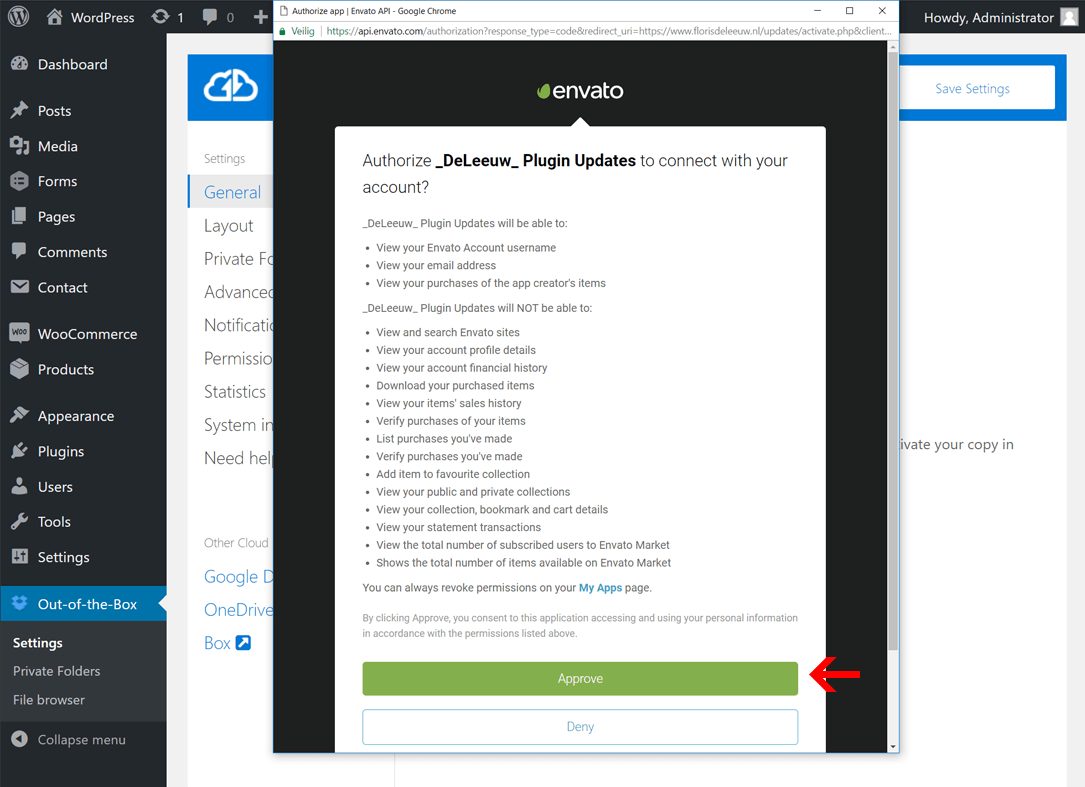 WordPress
1
0
Howdy, Administrator
Dashboard
Posts
Media
Forms
Pages
Comments
Contact
WOO
WooCommerce
Products
Appearance
Plugins
Users
Tools
Settings
Out-of-the-Box
Settings
Private Folders
File browser
Collapse menu
Save Settings
Settings
General
Layout
Private Fo
Advanced
Notificatio
Permissio
Statistics
System in
Need hel
Other Cloud
Google D
OneDrive
Box
ivate your copy in
Authorize app | Envato API - Google Chrome
Veilig | https://api.envato.com/authorization?response_type=code&redirect_uri=https://www.florisdeleeuw.nl/updates/activate.php&client...
envato
Authorize _DeLeeuw_ Plugin Updates to connect with your
account?
_DeLeeuw_ Plugin Updates will be able to:
• View your Envato Account username
• View your email address
• View your purchases of the app creator's items
_DeLeeuw_ Plugin Updates will NOT be able to:
• View and search Envato sites
• View your account profile details
• View your account financial history
• Download your purchased items
• View your items' sales history
• Verify purchases of your items
• List purchases you've made
• Verify purchases you've made
• Add item to favourite collection
• View your public and private collections
• View your collection, bookmark and cart details
• View your statement transactions
• View the total number of subscribed users to Envato Market
• Shows the total number of items available on Envato Market
You can always revoke permissions on your My Apps page.
By clicking Approve, you consent to this application accessing and using your personal information
in accordance with the permissions listed above.
Approve
Deny